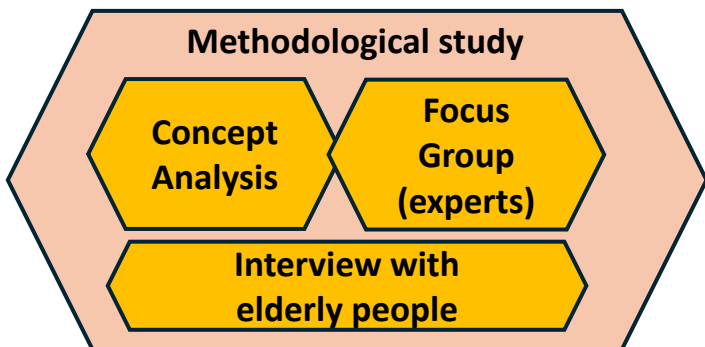 Methodological study
Concept
Analysis
Focus
Group
(experts)
Interview with
elderly people